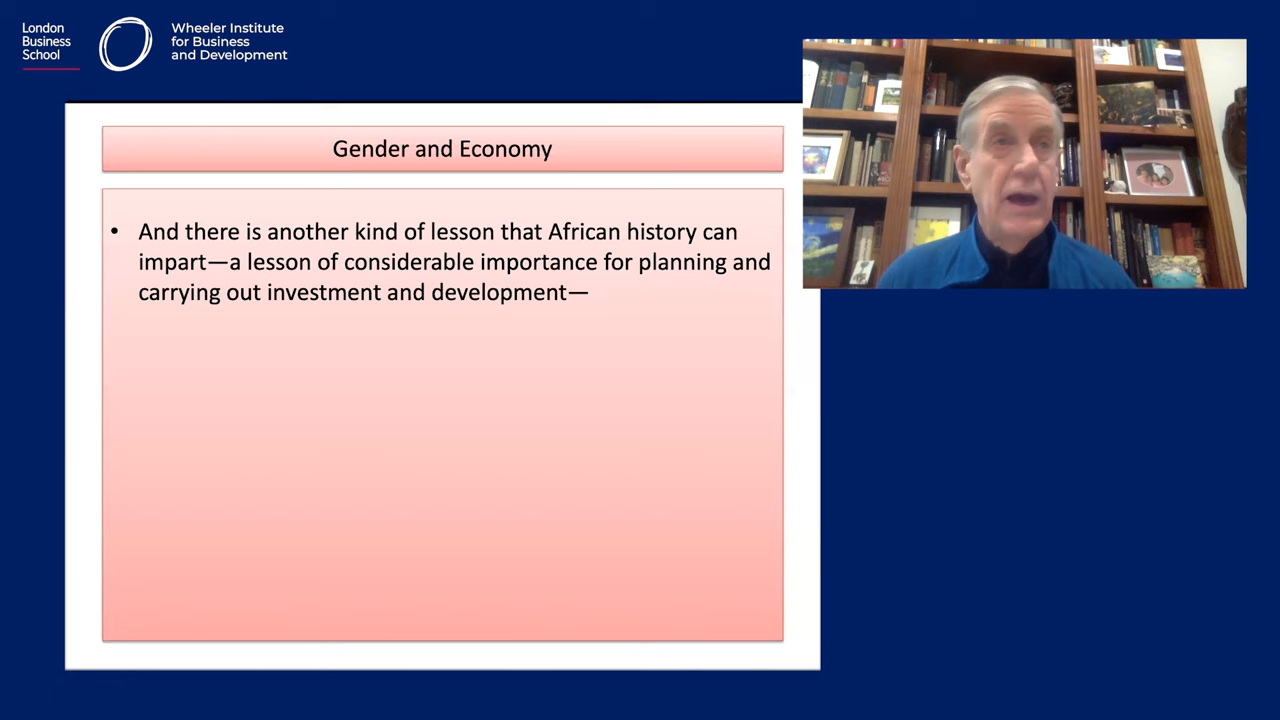 London
Business
School
Wheeler Institute
for Business
and Development
Gender and Economy
• And there is another kind of lesson that African history can
impart—a lesson of considerable importance for planning and
carrying out investment and development—